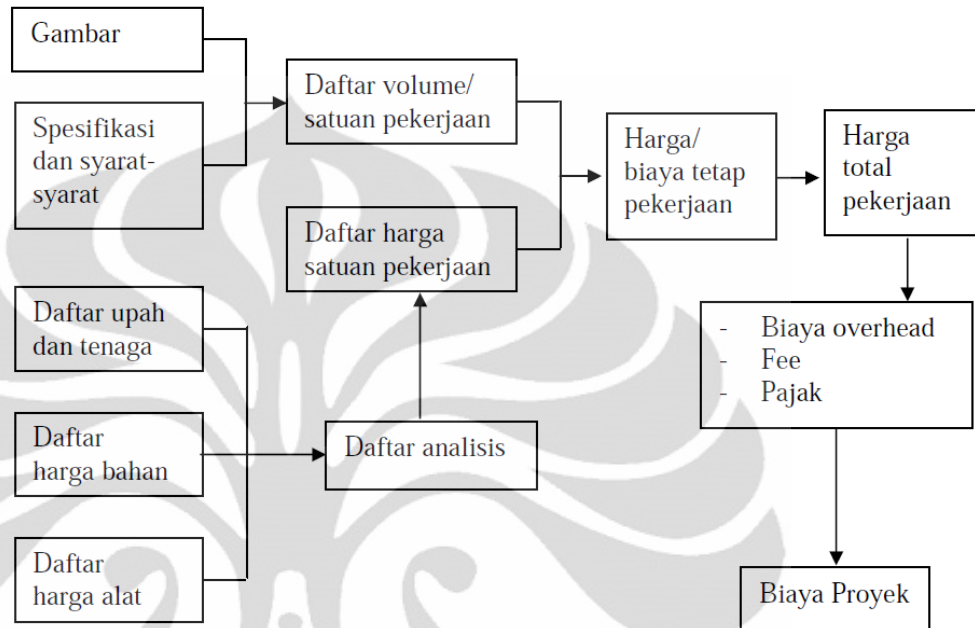 Gambar
Spesifikasi
dan syarat-
syarat
Daftar volume/
satuan pekerjaan
Daftar harga
satuan pekerjaan
Harga/
biaya tetap
pekerjaan
Harga
total
pekerjaan
Daftar upah
dan tenaga
Daftar
harga bahan
Daftar
harga alat
Daftar analisis
- Biaya overhead
- Fee
- Pajak
Biaya Proyek